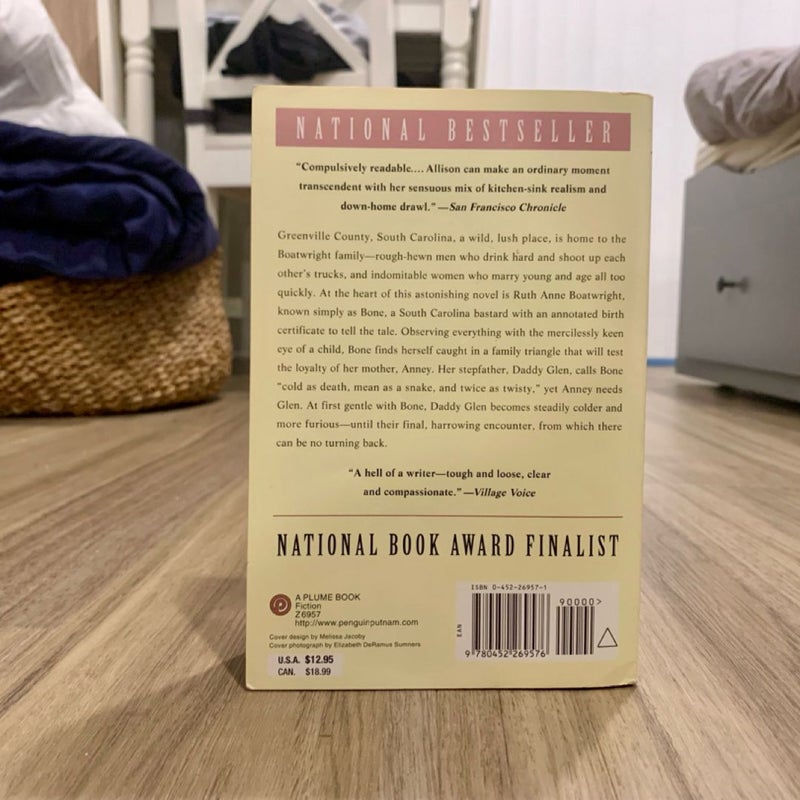 NATIONAL BESTSELLER
“Compulsively readable.... Allison can make an ordinary moment
transcendent with her sensuous mix of kitchen-sink realism and
down-home drawl.” —San Francisco Chronicle
Greenville County, South Carolina, a wild, lush place, is home to the
Boatwright family—rough-hewn men who drink hard and shoot up each
other’s trucks, and indomitable women who marry young and age all too
quickly. At the heart of this astonishing novel is Ruth Anne Boatwright,
known simply as Bone, a South Carolina bastard with an annotated birth
certificate to tell the tale. Observing everything with the mercilessly keen
eye of a child, Bone finds herself caught in a family triangle that will test
the loyalty of her mother, Anney. Her stepfather, Daddy Glen, calls Bone
“cold as death, mean as a snake, and twice as twisty,” yet Anney needs
Glen. At first gentle with Bone, Daddy Glen becomes steadily colder and
more furious—until their final, harrowing encounter, from which there
can be no turning back.
“A hell of a writer—tough and loose, clear
and compassionate.” —Village Voice
NATIONAL BOOK AWARD FINALIST
A PLUME BOOK
Fiction
Z6957
http://www.penguinputnam.com
Cover design by Melissa Jacoby
Cover photograph by Elizabeth DeRamus Sumners
U.S.A. $12.95
CAN. $18.99
ISBN 0-452-26957-1
90000>
EAN
9 780452 269576